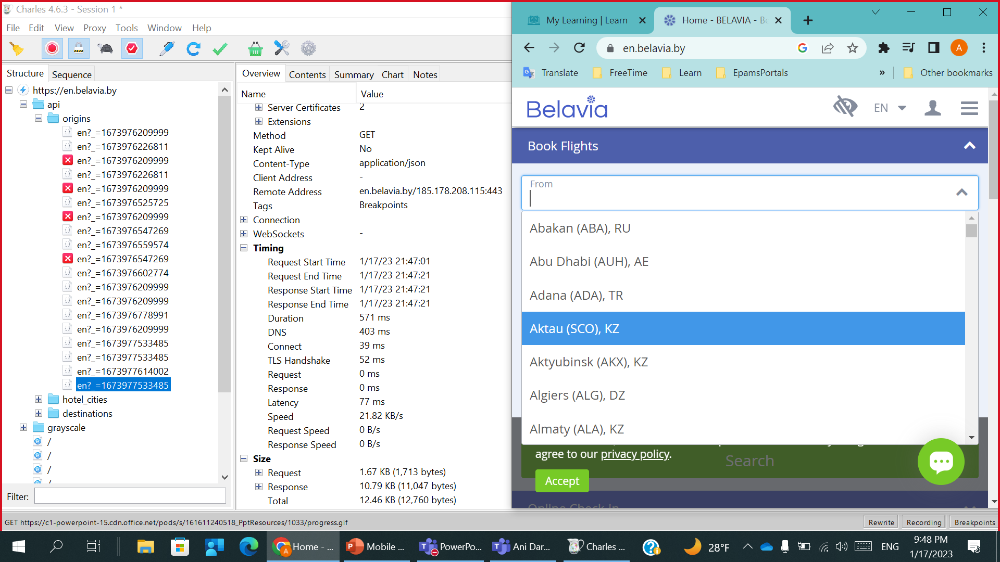 Charles 4.6.3 - Session 1 *
File Edit View Proxy Tools Window Help
Structure Sequence
https://en.belavia.by
api
origins
en?_=1673976209999
en?_=1673976226811
en?_=1673976209999
en?_=1673976226811
en?_=1673976209999
en?_=1673976525725
en?_=1673976209999
en?_=1673976547269
en?_=1673976559574
en?_=1673976547269
en?_=1673976602774
en?_=1673976209999
en?_=1673976209999
en?_=1673976778991
en?_=1673976209999
en?_=1673977533485
en?_=1673977533485
en?_=1673977614002
en?_=1673977533485
hotel_cities
destinations
grayscale
/
/
/
/
Filter:
Overview Contents Summary Chart Notes
Name Value
Server Certificates 2
Extensions
Method GET
Kept Alive No
Content-Type application/json
Client Address -
Remote Address en.belavia.by/185.178.208.115:443
Tags Breakpoints
Connection
WebSockets -
Timing
Request Start Time 1/17/23 21:47:01
Request End Time 1/17/23 21:47:21
Response Start Time 1/17/23 21:47:21
Response End Time 1/17/23 21:47:21
Duration 571 ms
DNS 403 ms
Connect 39 ms
TLS Handshake 52 ms
Request 0 ms
Response 0 ms
Latency 77 ms
Speed 21.82 KB/s
Request Speed 0 B/s
Response Speed 0 B/s
Size
Request 1.67 KB (1,713 bytes)
Response 10.79 KB (11,047 bytes)
Total 12.46 KB (12,760 bytes)
My Learning | Learn Home - BELAVIA - Be
en.belavia.by A
Translate FreeTime Learn EpamsPortals » Other bookmarks
Belavia EN
Book Flights
From
Abakan (ABA), RU
Abu Dhabi (AUH), AE
Adana (ADA), TR
Aktau (SCO), KZ
Aktyubinsk (AKX), KZ
Algiers (ALG), DZ
Almaty (ALA), KZ
agree to our privacy policy.
Search
Accept
Online Check-in
GET https://c1-powerpoint-15.cdn.office.net/pods/s/161611240518_PptResources/1033/progress.gif
Rewrite Recording Breakpoints
Home - ... Mobile ... PowerPo... Ani Dar... Charles ... 28°F ENG
9:48 PM
1/17/2023